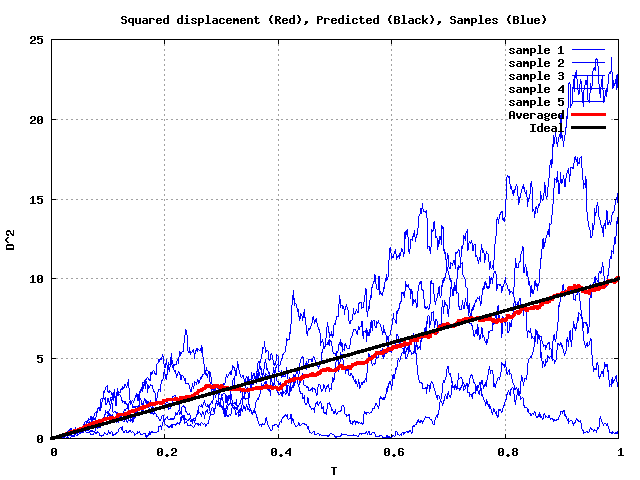 Squared displacement (Red), Predicted (Black), Samples (Blue)
25
20
15
10
5
0
D^2
sample 1
sample 2
sample 3
sample 4
sample 5
Averaged
Ideal
0
0.2
0.4
0.6
0.8
1
T